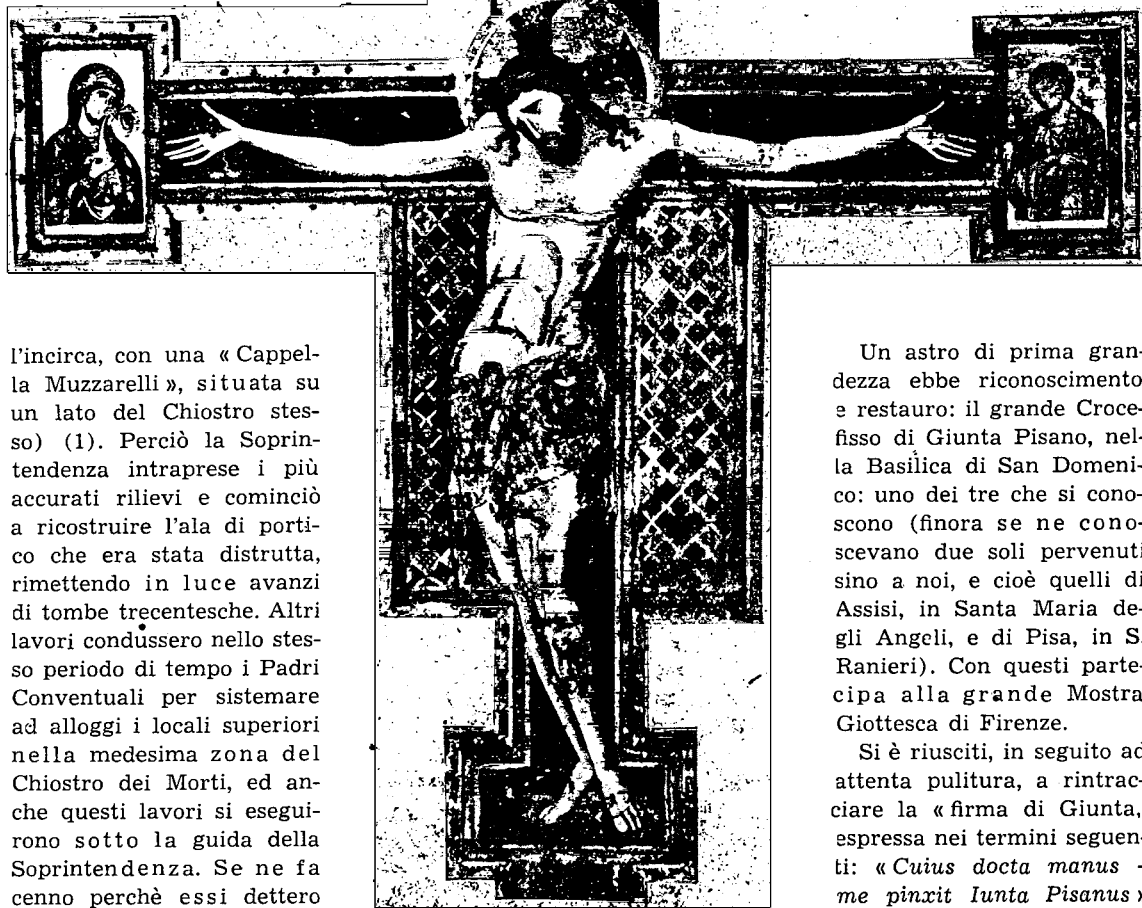 l'incirca, con una « Cappel-
la Muzzarelli », situata su
un lato del Chiostro stes-
so) (1). Perciò la Soprin-
tendenza intraprese i più
accurati rilievi e cominciò
a ricostruire l'ala di porti-
co che era stata distrutta,
rimettendo in luce avanzi
di tombe trecentesche. Altri
lavori condussero nello stes-
so periodo di tempo i Padri
Conventuali per sistemare
ad alloggi i locali superiori
nella medesima zona del
Chiostro dei Morti, ed an-
che questi lavori si esegui-
rono sotto la guida della
Soprintendenza. Se ne fa
cenno perchè essi dettero
Un astro di prima gran-
dezza ebbe riconoscimento
e restauro: il grande Croce-
fisso di Giunta Pisano, nel-
la Basilica di San Domeni-
co: uno dei tre che si cono-
scono (finora se ne cono-
scevano due soli pervenuti
sino a noi, e cioè quelli di
Assisi, in Santa Maria de-
gli Angeli, e di Pisa, in S.
Ranieri). Con questi parte-
cipa alla grande Mostra
Giottesca di Firenze.
Si è riusciti, in seguito ad
attenta pulitura, a rintrac-
ciare la « firma di Giunta,
espressa nei termini seguen-
ti: « Cuius docta manus -
me pinxit Iunta Pisanus »